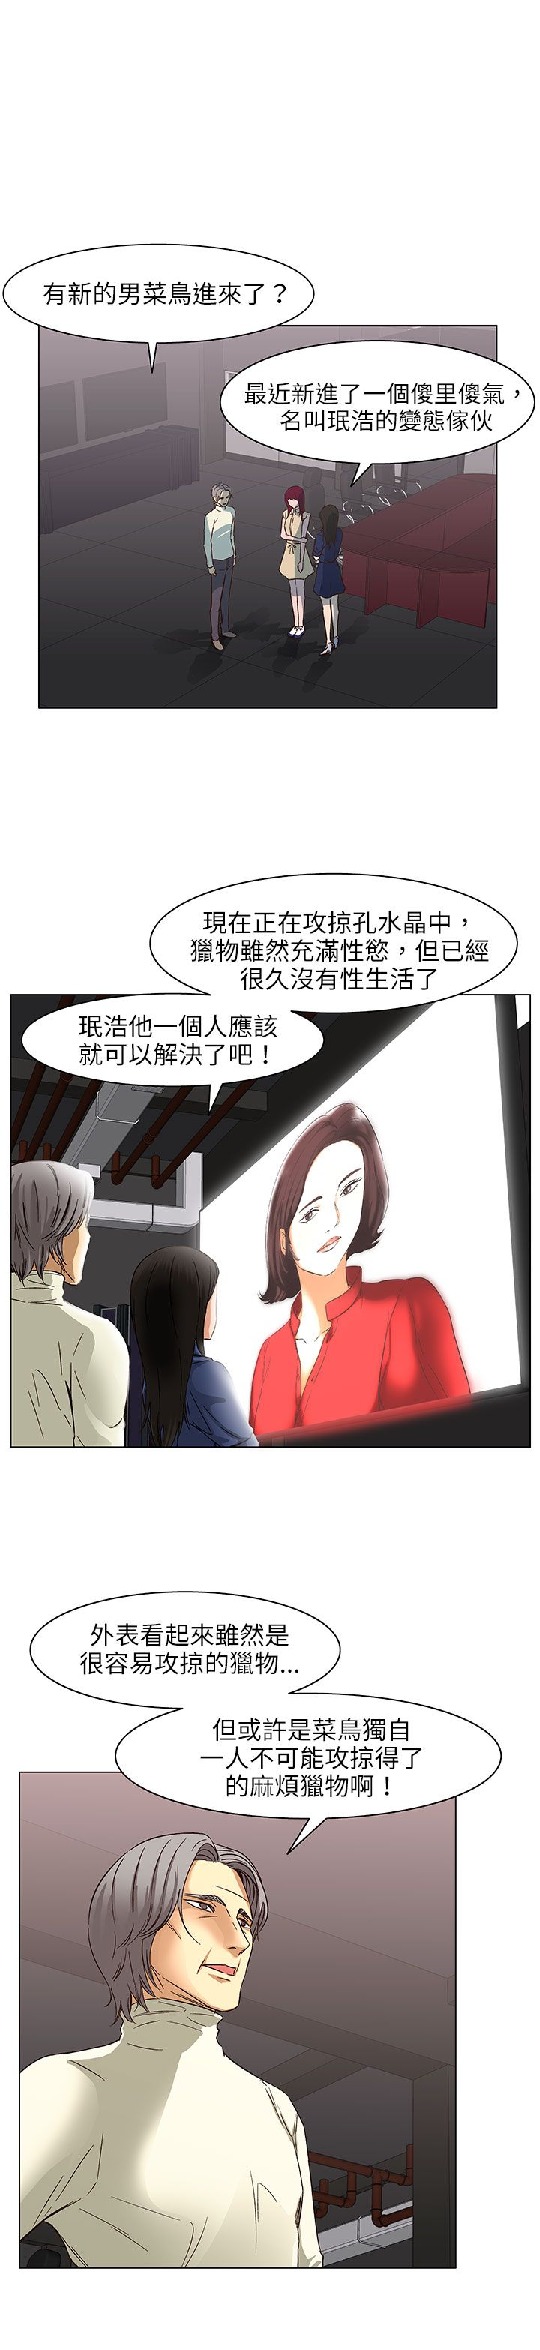 有新的男菜鳥進來了？
最近新進了一個傻里傻氣，
名叫珉浩的變態傢伙
現在正在攻掠孔水晶中，
獵物雖然充滿性慾，但已經
很久沒有性生活了
珉浩他一個人應該
就可以解決了吧！
外表看起來雖然是
很容易攻掠的獵物...
但或許是菜鳥獨自
一人不可能攻掠得了
的麻煩獵物啊！